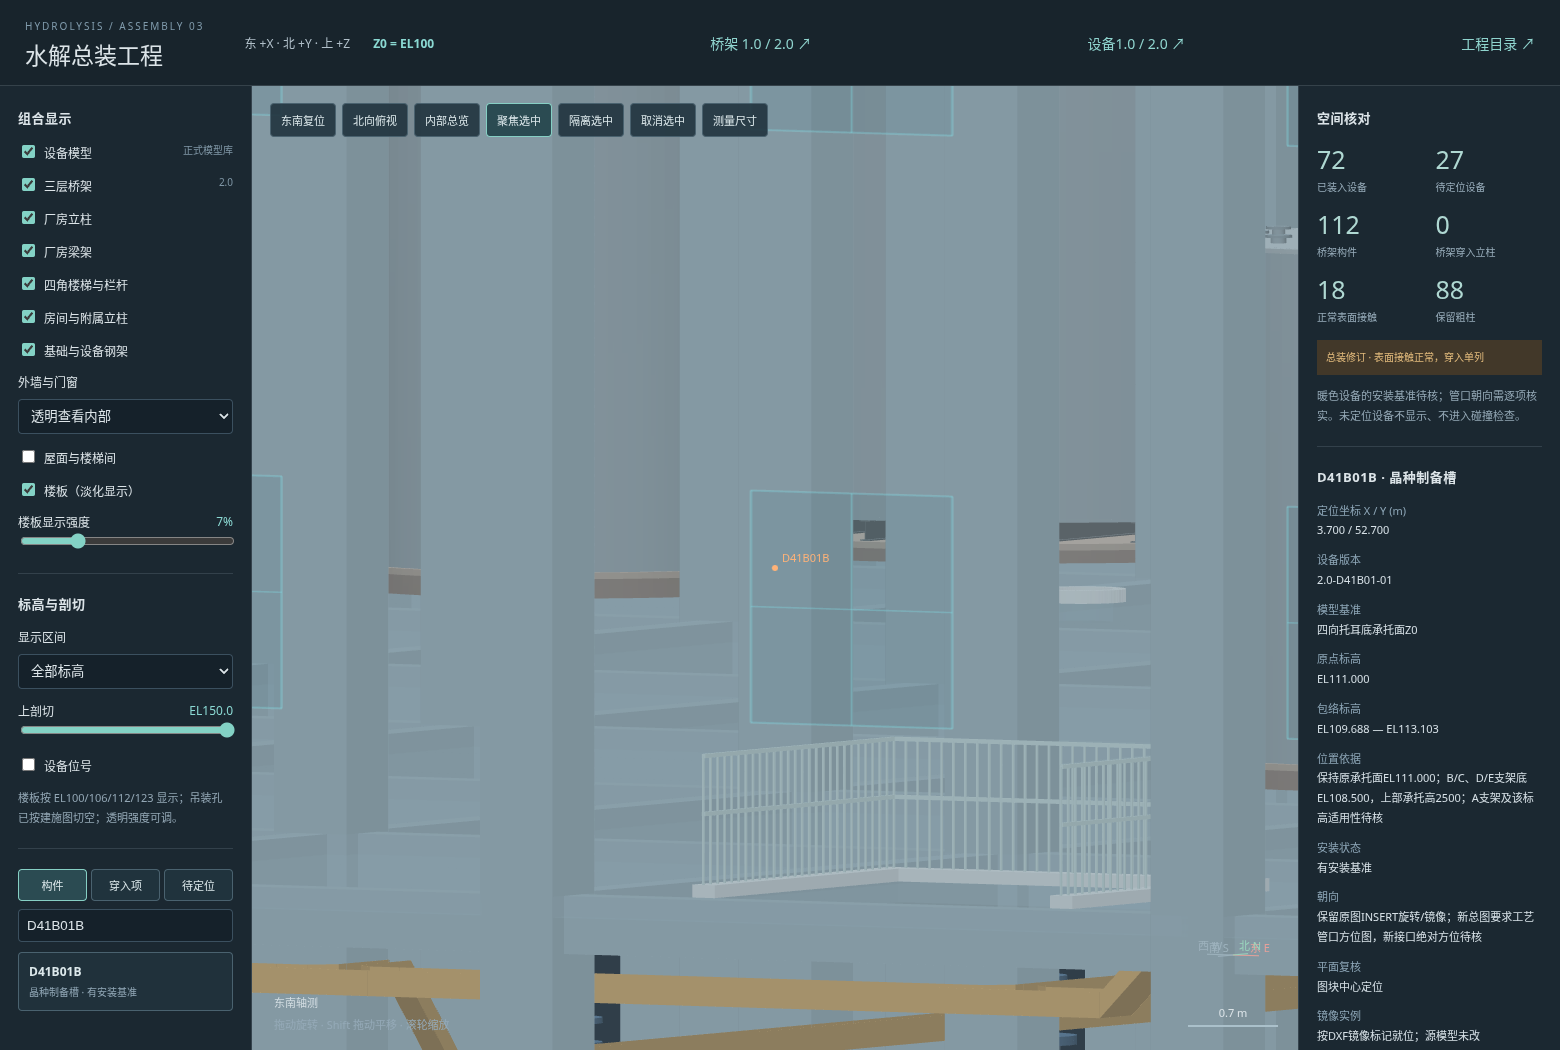 HYDROLYSIS / ASSEMBLY 03
水解总装工程
东 +X · 北 +Y · 上 +Z
Z0 = EL100
桥架 1.0 / 2.0 ↗
设备1.0 / 2.0 ↗
工程目录 ↗
组合显示
设备模型 正式模型库
三层桥架 2.0
厂房立柱
厂房梁架
四角楼梯与栏杆
房间与附属立柱
基础与设备钢架
外墙与门窗
透明查看内部
屋面与楼梯间
楼板（淡化显示）
楼板显示强度 7%
标高与剖切
显示区间
全部标高
上剖切 EL150.0
设备位号
楼板按 EL100/106/112/123 显示；吊装孔
已按建施图切空；透明强度可调。
构件 穿入项 待定位
D41B01B
D41B01B
晶种制备槽 · 有安装基准
东南复位 北向俯视 内部总览 聚焦选中 隔离选中 取消选中 测量尺寸
D41B01B
东南轴测
拖动旋转 · Shift 拖动平移 · 滚轮缩放
0.7 m
空间核对
72 27
已装入设备 待定位设备
112 0
桥架构件 桥架穿入立柱
18 88
正常表面接触 保留粗柱
总装修订 · 表面接触正常，穿入单列
暖色设备的安装基准待核；管口朝向需逐项核
实。未定位设备不显示、不进入碰撞检查。
D41B01B · 晶种制备槽
定位坐标 X / Y (m)
3.700 / 52.700
设备版本
2.0-D41B01-01
模型基准
四向托耳底承托面Z0
原点标高
EL111.000
包络标高
EL109.688 — EL113.103
位置依据
保持原承托面EL111.000；B/C、D/E支架底
EL108.500，上部承托高2500；A支架及该标
高适用性待核
安装状态
有安装基准
朝向
保留原图INSERT旋转/镜像；新总图要求工艺
管口方位图，新接口绝对方位待核
平面复核
图块中心定位
镜像实例
按DXF镜像标记就位；源模型未改